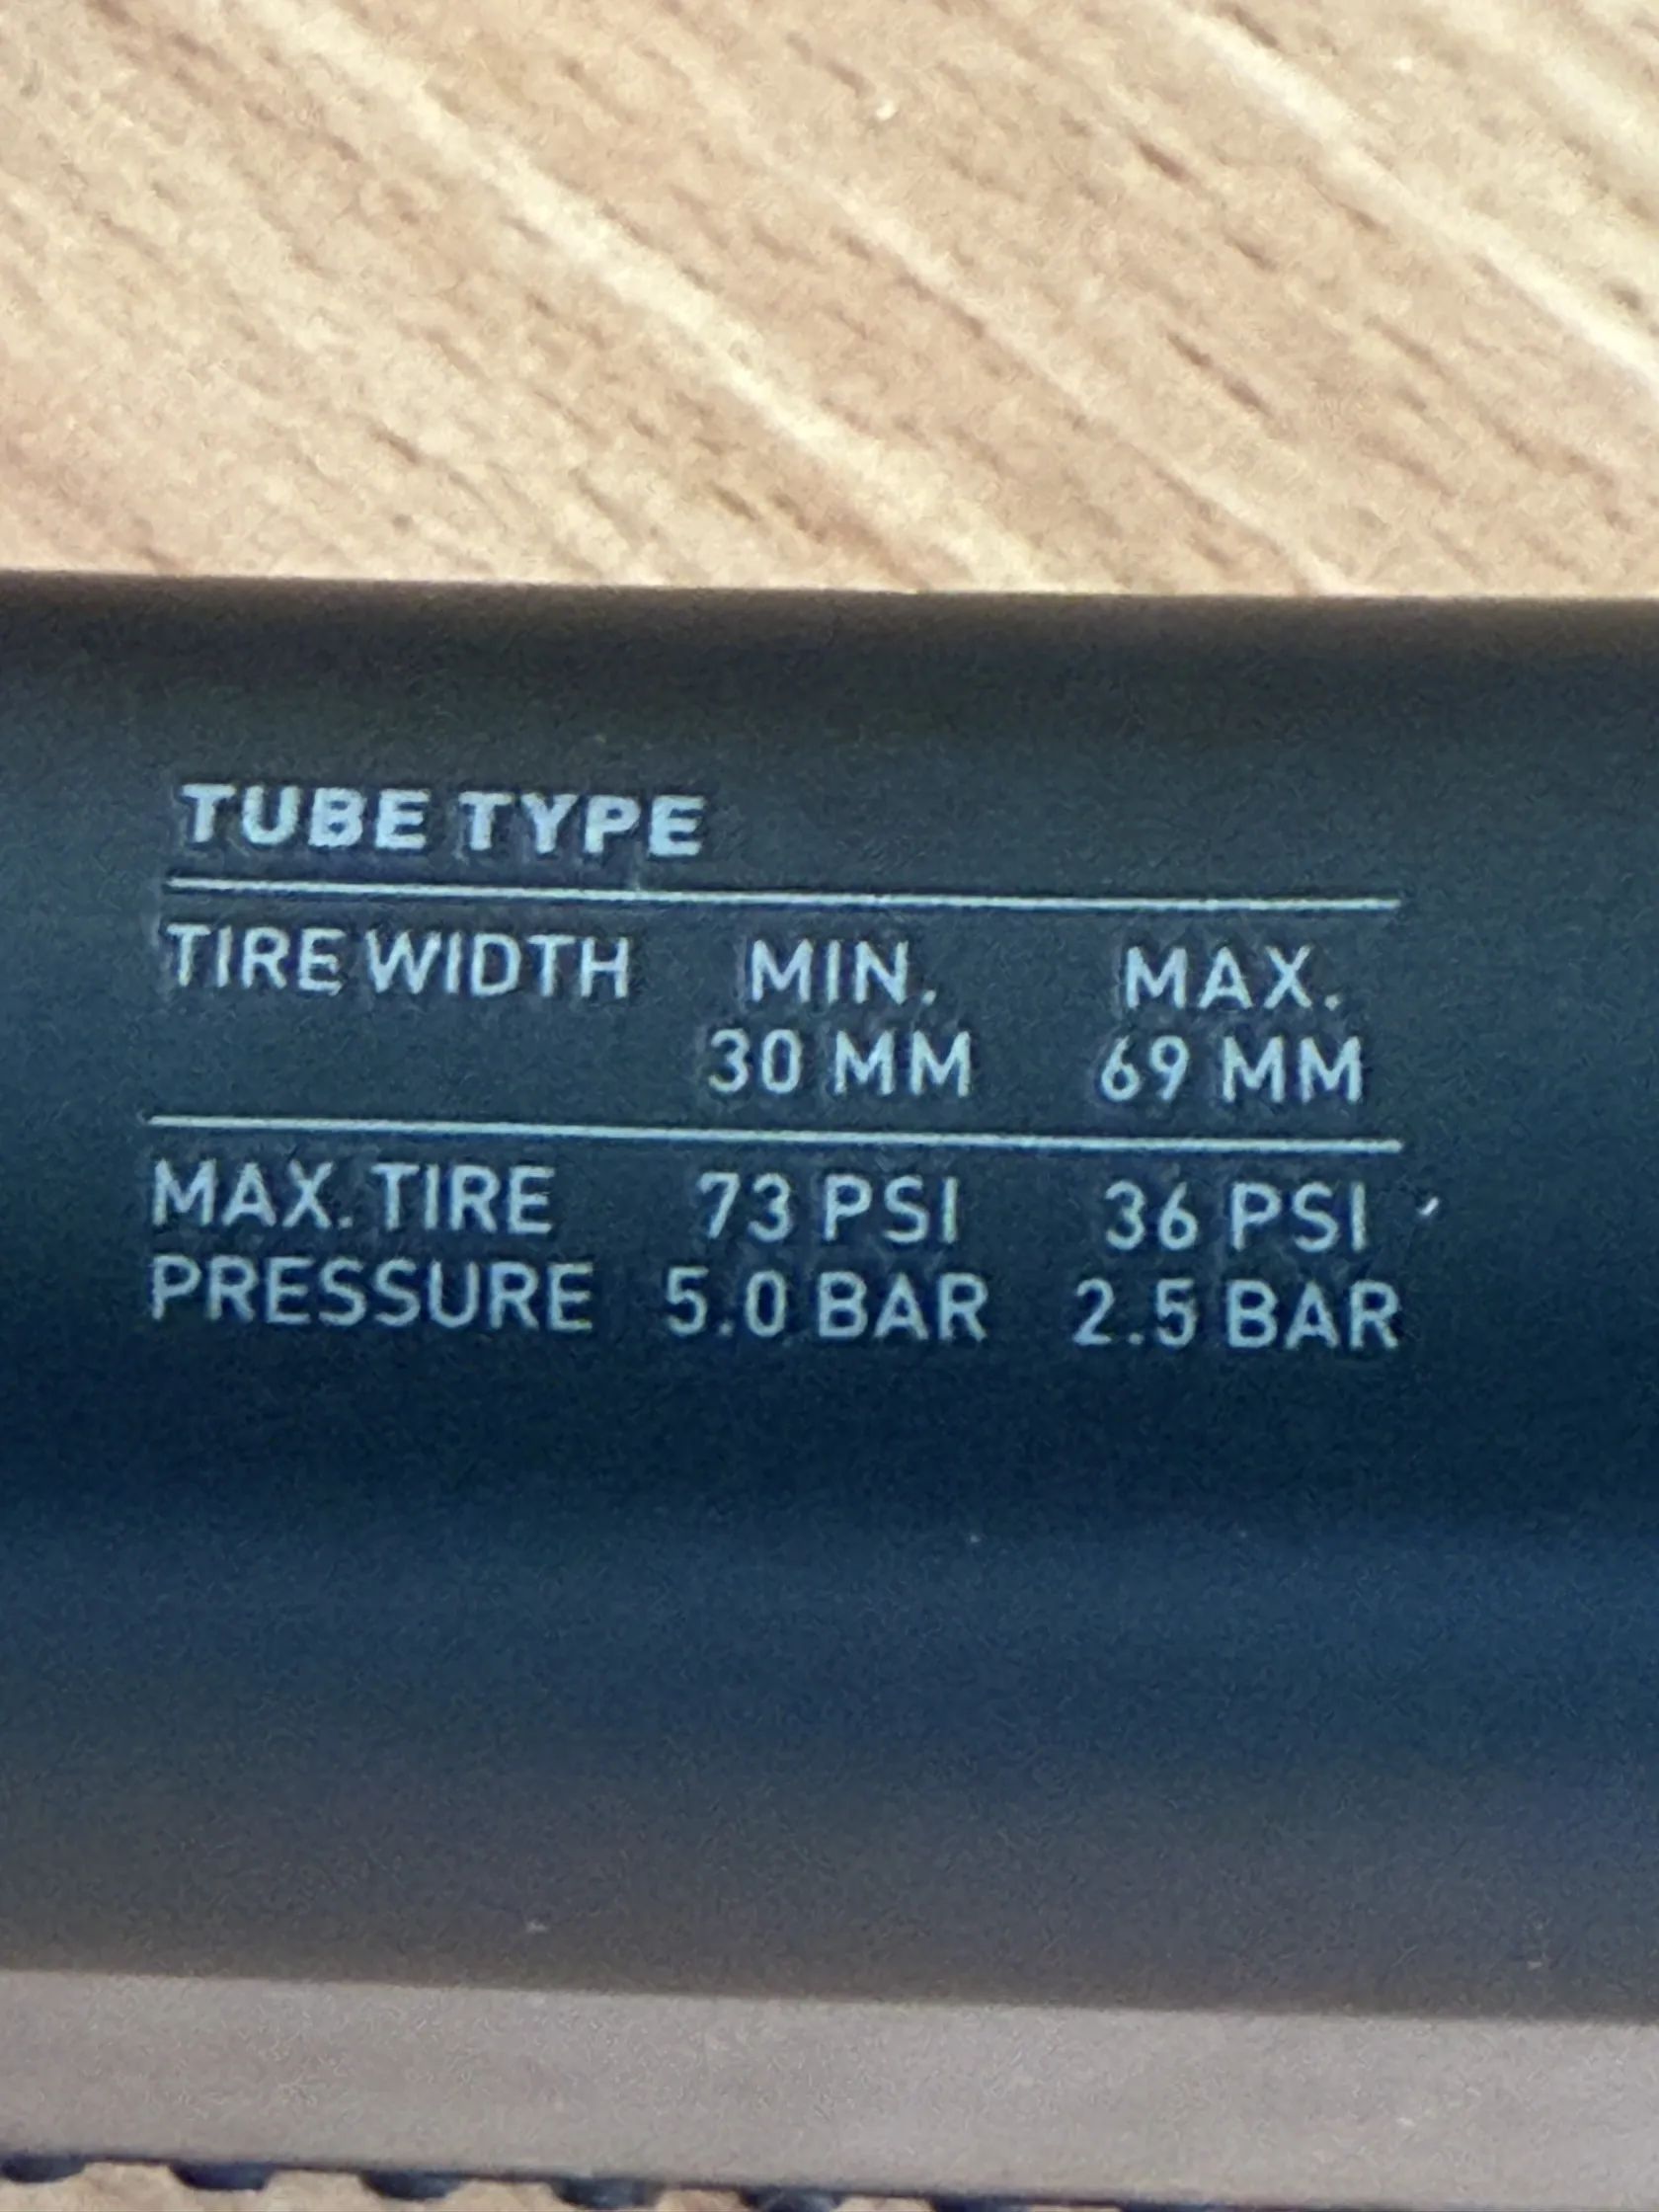 TUBE TYPE
TIRE WIDTH MIN. MAX.
30 MM 69 MM
MAX. TIRE 73 PSI 36 PSI
PRESSURE 5.0 BAR 2.5 BAR